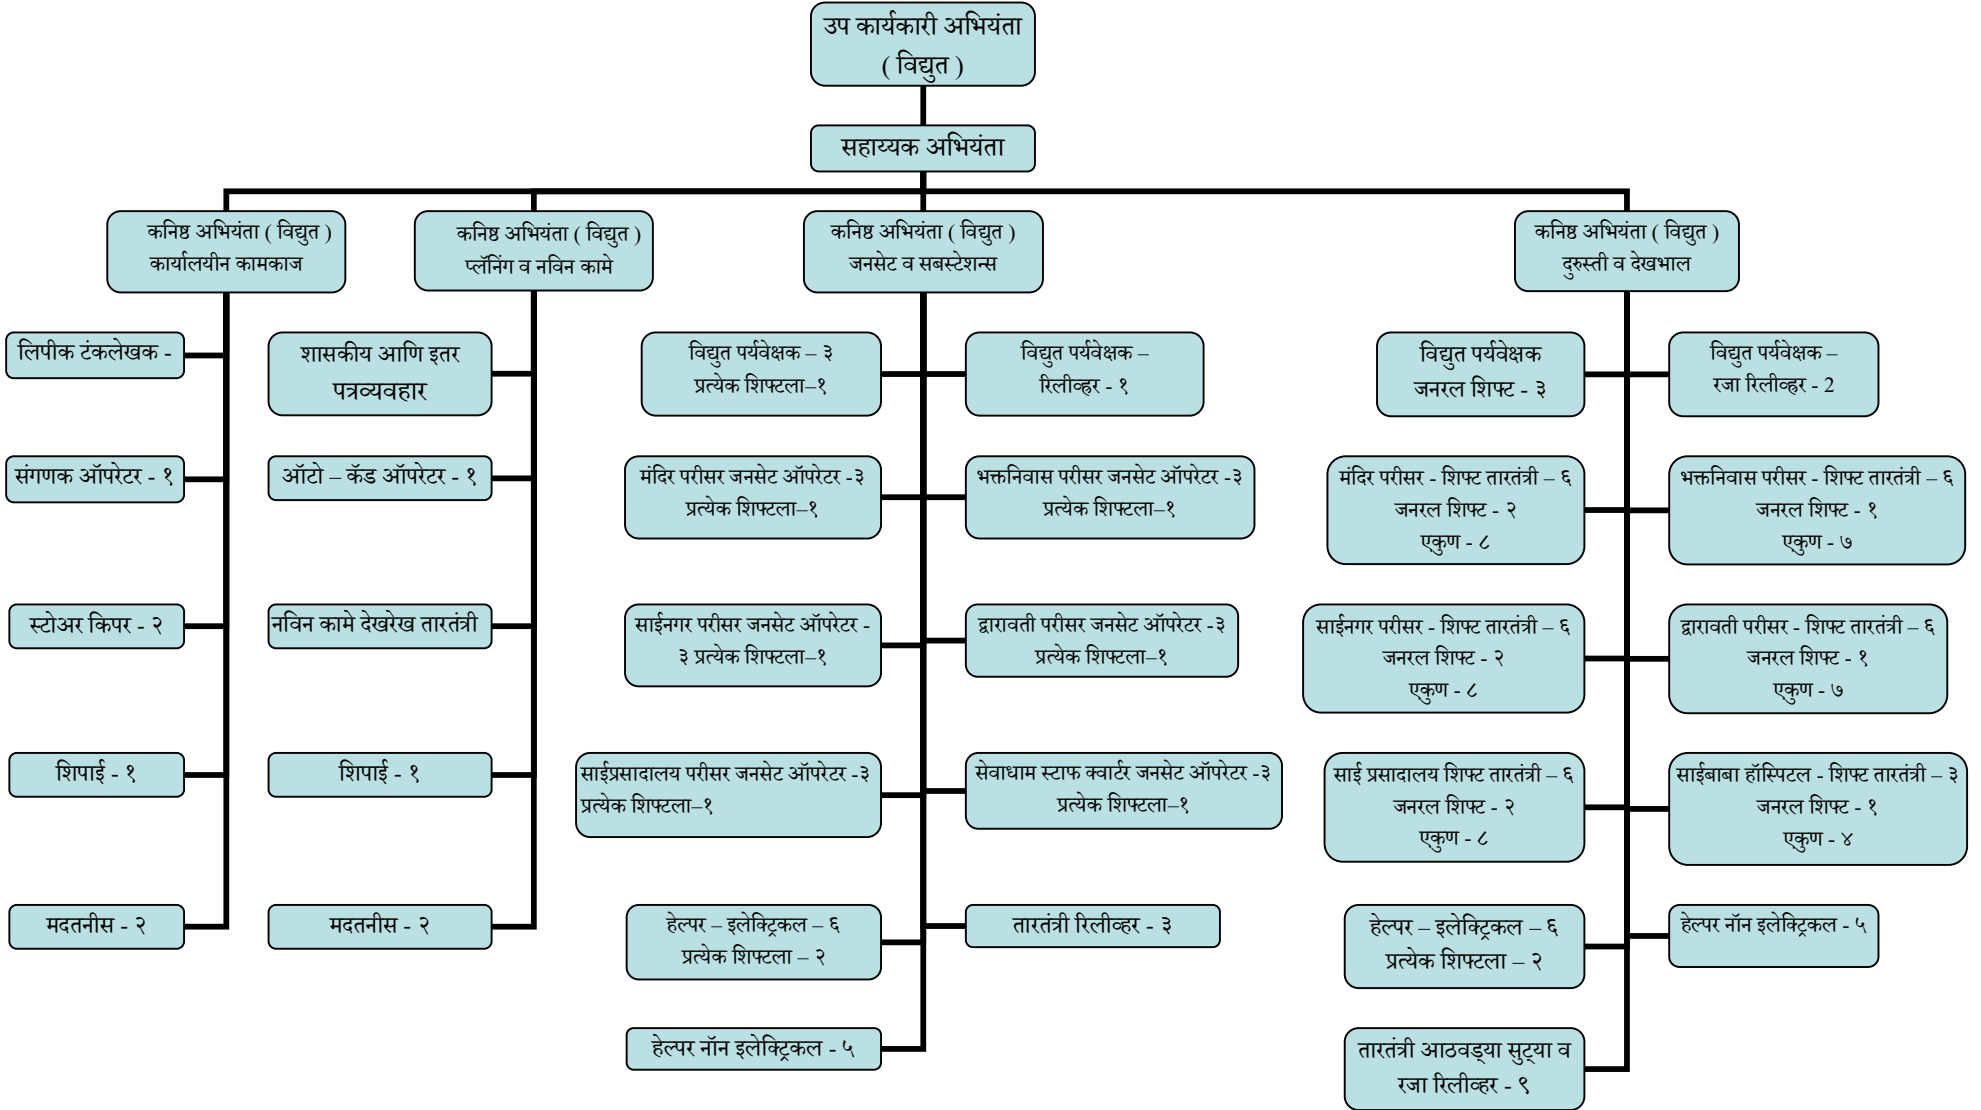 उप कार्यकारी अभियंता
( विद्युत )
सहाय्यक अभियंता
कनिष्ठ अभियंता ( विद्युत )
कार्यालयीन कामकाज
कनिष्ठ अभियंता ( विद्युत )
प्लॅनिंग व नविन कामे
कनिष्ठ अभियंता ( विद्युत )
जनसेट व सबस्टेशन्स
कनिष्ठ अभियंता ( विद्युत )
दुरुस्ती व देखभाल
लिपीक टंकलेखक -
संगणक ऑपरेटर - १
स्टोअर किपर - २
शिपाई - १
मदतनीस - २
शासकीय आणि इतर
पत्रव्यवहार
ऑटो – कॅड ऑपरेटर - १
नविन कामे देखरेख तारतंत्री
शिपाई - १
मदतनीस - २
विद्युत पर्यवेक्षक – ३
प्रत्येक शिफ्टला–१
विद्युत पर्यवेक्षक –
रिलीव्ह्रर - १
मंदिर परीसर जनसेट ऑपरेटर -३
प्रत्येक शिफ्टला–१
भक्तनिवास परीसर जनसेट ऑपरेटर -३
प्रत्येक शिफ्टला–१
साईनगर परीसर जनसेट ऑपरेटर -
३ प्रत्येक शिफ्टला–१
द्वारावती परीसर जनसेट ऑपरेटर -३
प्रत्येक शिफ्टला–१
साईप्रसादालय परीसर जनसेट ऑपरेटर -३
प्रत्येक शिफ्टला–१
सेवाधाम स्टाफ क्वार्टर जनसेट ऑपरेटर -३
प्रत्येक शिफ्टला–१
हेल्पर – इलेक्ट्रिकल – ६
प्रत्येक शिफ्टला – २
तारतंत्री रिलीव्हर - ३
हेल्पर नॉन इलेक्ट्रिकल - ५
विद्युत पर्यवेक्षक
जनरल शिफ्ट - ३
विद्युत पर्यवेक्षक –
रजा रिलीव्ह्रर - 2
मंदिर परीसर - शिफ्ट तारतंत्री – ६
जनरल शिफ्ट - २
एकुण - ८
भक्तनिवास परीसर - शिफ्ट तारतंत्री – ६
जनरल शिफ्ट - १
एकुण - ७
साईनगर परीसर - शिफ्ट तारतंत्री – ६
जनरल शिफ्ट - २
एकुण - ८
द्वारावती परीसर - शिफ्ट तारतंत्री – ६
जनरल शिफ्ट - १
एकुण - ७
साई प्रसादालय शिफ्ट तारतंत्री – ६
जनरल शिफ्ट - २
एकुण - ८
साईबाबा हॉस्पिटल - शिफ्ट तारतंत्री – ३
जनरल शिफ्ट - १
एकुण - ४
हेल्पर – इलेक्ट्रिकल – ६
प्रत्येक शिफ्टला – २
हेल्पर नॉन इलेक्ट्रिकल - ५
तारतंत्री आठवड्या सुट्या व
रजा रिलीव्हर - ९